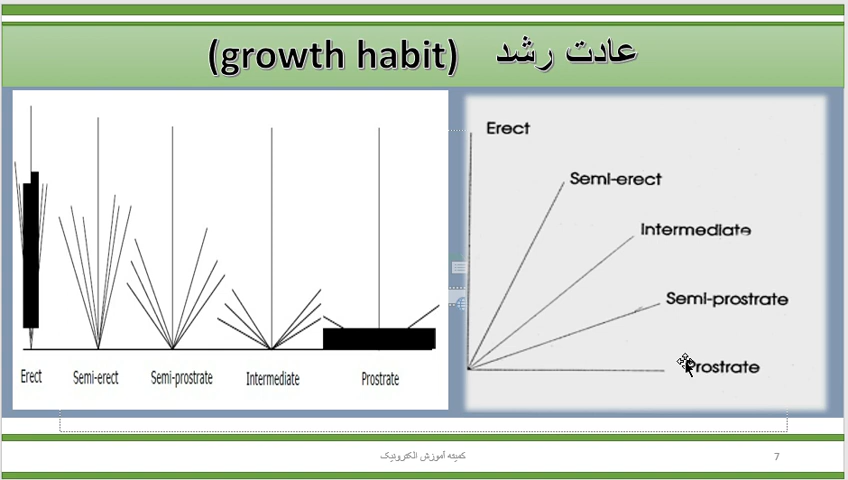 عادت رشد (growth habit)
Erect
Semi-erect
Semi-prostrate
Intermediate
Prostrate
Erect
Semi-erect
Intermediate
Semi-prostrate
Prostrate
کمیته آموزش الکترونیک
7